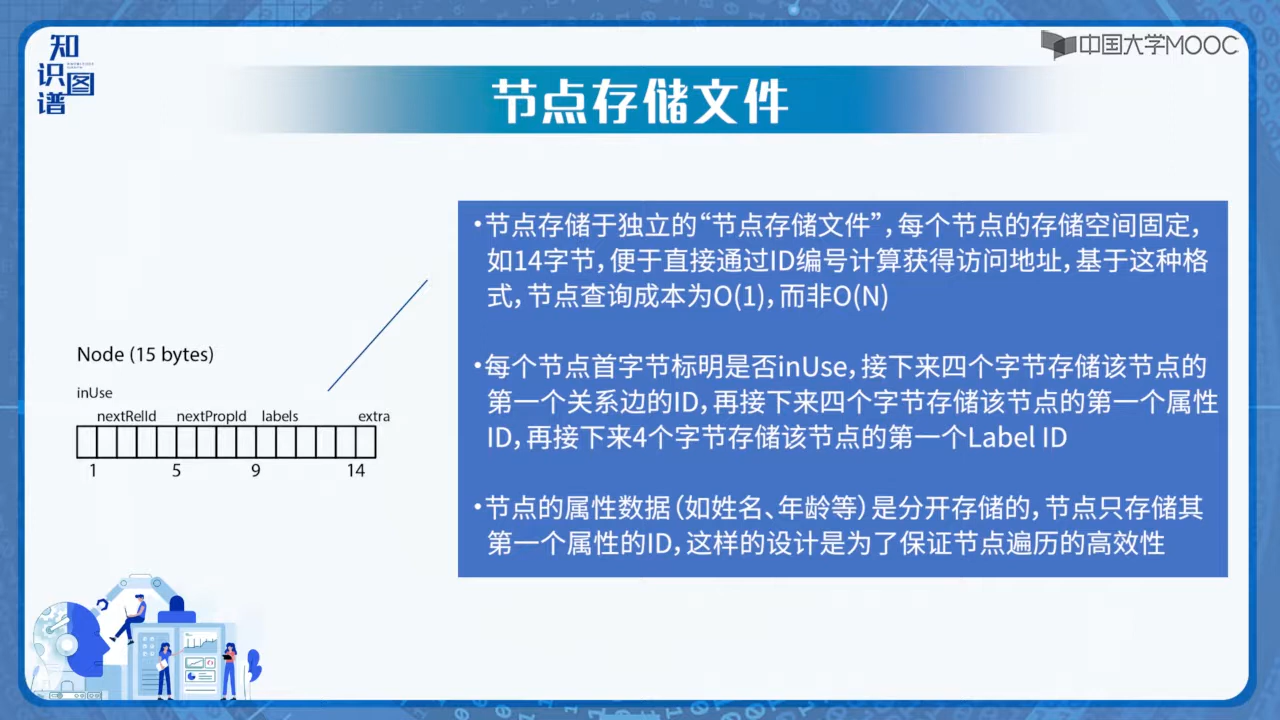 知识图谱
中国大学MOOC
节点存储文件
•节点存储于独立的“节点存储文件”，每个节点的存储空间固定，
如14字节，便于直接通过ID编号计算获得访问地址，基于这种格
式，节点查询成本为O(1)，而非O(N)
•每个节点首字节标明是否inUse，接下来四个字节存储该节点的
第一个关系边的ID，再接下来四个字节存储该节点的第一个属性
ID，再接下来4个字节存储该节点的第一个Label ID
•节点的属性数据（如姓名、年龄等）是分开存储的，节点只存储其
第一个属性的ID，这样的设计是为了保证节点遍历的高效性
Node (15 bytes)
inUse
nextRelId nextPropId labels extra
1 5 9 14